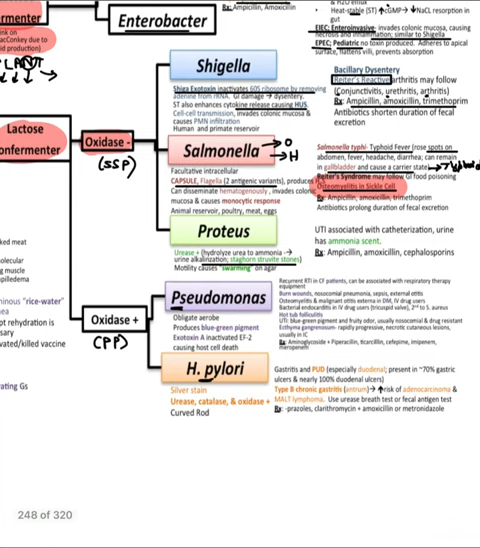 Rx: Ampicillin, Amoxicillin
H2O efflux
• Heat-stable (ST) ↑cGMP → ↓NaCL resorption in
gut
EIEC; Enteroinvasive- invades colonic mucosa, causing
necrosis and inflammation; similar to Shigella
EPEC; Pediatric no toxin produced. Adheres to apical
surface, flattens villi, prevents absorption
rmenter
ink on
acConkey due to
id production)
Enterobacter
Lactose
onfermenter
Oxidase -
(SSP)
Shigella
Shiga Exotoxin inactivates 60S ribosome by removing
adenine from rRNA. GI damage → dysentery.
ST also enhances cytokine release causing HUS
Cell-cell transmission, invades colonic mucosa &
causes PMN infiltration
Human and primate reservoir
Bacillary Dysentery
Reiter's Reactive arthritis may follow
(Conjunctivitis, urethritis, arthritis)
Rx: Ampicillin, amoxicillin, trimethoprim
Antibiotics shorten duration of fecal
excretion
Salmonella
→ O
→ H
Facultative intracellular
CAPSULE, Flagella (2 antigenic variants), produces H
Can disseminate hematogenously , invades colonic
mucosa & causes monocytic response
Animal reservoir, poultry, meat, eggs
Salmonella typhi- Typhoid Fever (rose spots on
abdomen, fever, headache, diarrhea; can remain
in gallbladder and cause a carrier state)
Reiter's Syndrome may follow GI food poisoning
Osteomyelitis in Sickle Cell
Rx: Ampicillin, amoxicillin, trimethoprim
Antibiotics prolong duration of fecal excretion
Proteus
Urease + (hydrolyze urea to ammonia →
urine alkalinization; staghorn struvite stones)
Motility causes "swarming" on agar
UTI associated with catheterization, urine
has ammonia scent.
Rx: Ampicillin, amoxicillin, cephalosporins
ked meat
olecular
g muscle
pilledema
minous "rice-water"
hea
pt rehydration is
sary
vated/killed vaccine
ating Gs
Oxidase +
(PP)
Pseudomonas
Obligate aerobe
Produces blue-green pigment
Exotoxin A inactivated EF-2
causing host cell death
Recurrent RTI in CF patients, can be associated with respiratory therapy
equipment
Burn wounds, nosocomial pneumonia, sepsis, external otitis
Osteomyelitis & malignant otitis externa in DM, IV drug users
Bacterial endocarditis in IV drug users (tricuspid valve), 2nd to S. aureus
Hot tub folliculitis
UTI: blue-green pigment and fruity odor, usually nosocomial & drug resistant
Ecthyma gangrenosum- rapidly progressive, necrotic cutaneous lesions,
usually in IC
Rx: Aminoglycoside + Piperacillin, ticarcillin, cefepime, imipenem,
meropenem
H. pylori
Silver stain
Urease, catalase, & oxidase +
Curved Rod
Gastritis and PUD (especially duodenal; present in ~70% gastric
ulcers & nearly 100% duodenal ulcers)
Type B chronic gastritis (antrum) → ↑risk of adenocarcinoma &
MALT lymphoma. Use urease breath test or fecal antigen test
Rx: -prazoles, clarithromycin + amoxicillin or metronidazole
248 of 320